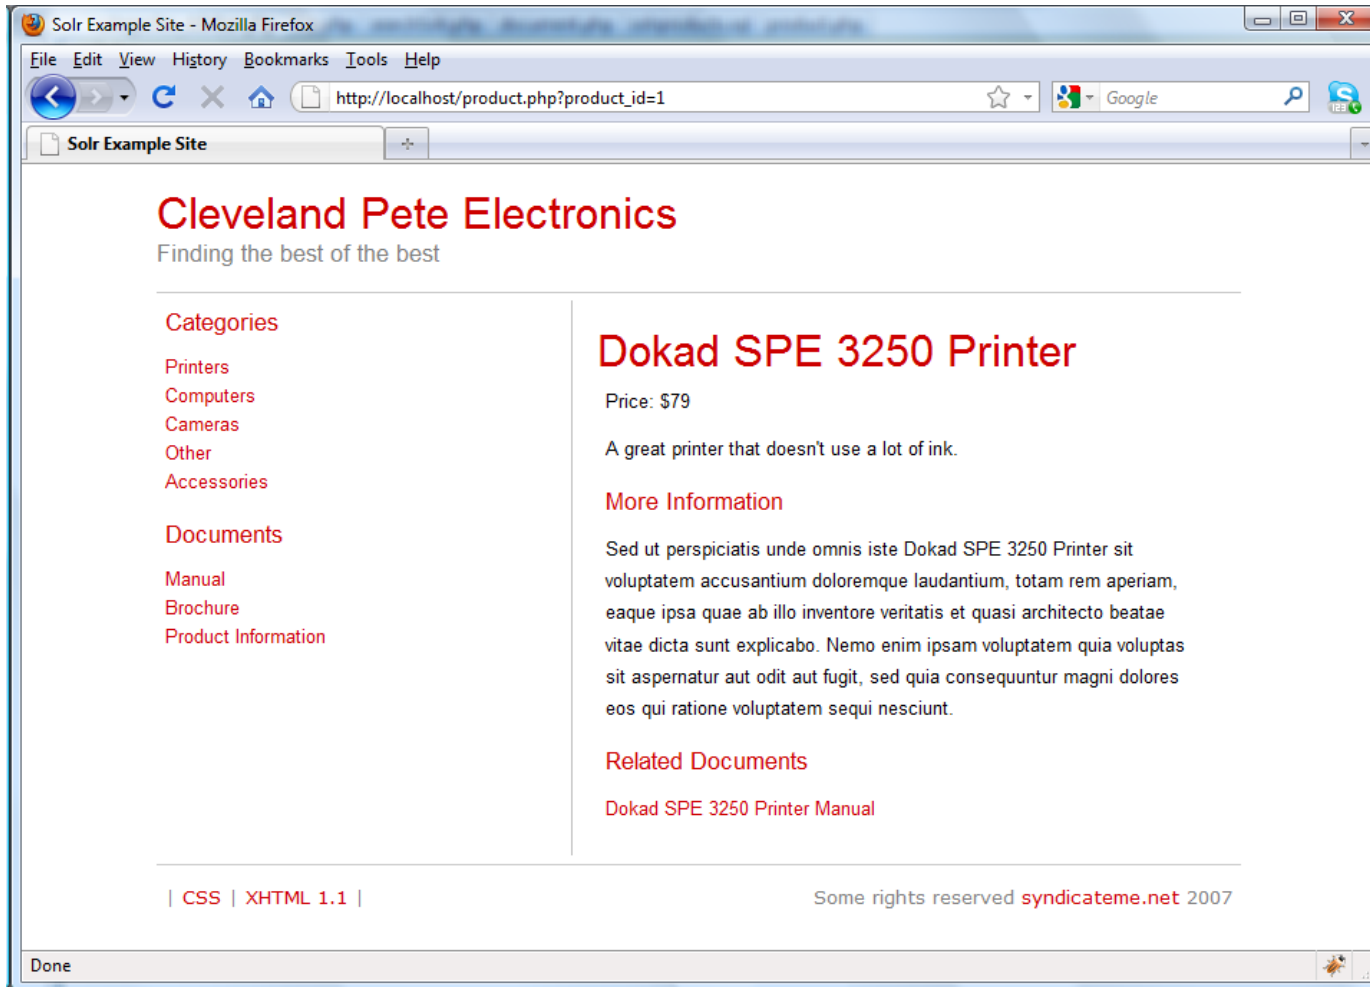 Solr Example Site - Mozilla Firefox
File Edit View History Bookmarks Tools Help
http://localhost/product.php?product_id=1
Google
123
Solr Example Site
Cleveland Pete Electronics
Finding the best of the best
Categories
Printers
Computers
Cameras
Other
Accessories
Documents
Manual
Brochure
Product Information
Dokad SPE 3250 Printer
Price: $79
A great printer that doesn't use a lot of ink.
More Information
Sed ut perspiciatis unde omnis iste Dokad SPE 3250 Printer sit
voluptatem accusantium doloremque laudantium, totam rem aperiam,
eaque ipsa quae ab illo inventore veritatis et quasi architecto beatae
vitae dicta sunt explicabo. Nemo enim ipsam voluptatem quia voluptas
sit aspernatur aut odit aut fugit, sed quia consequuntur magni dolores
eos qui ratione voluptatem sequi nesciunt.
Related Documents
Dokad SPE 3250 Printer Manual
| CSS | XHTML 1.1 |
Some rights reserved syndicateme.net 2007
Done